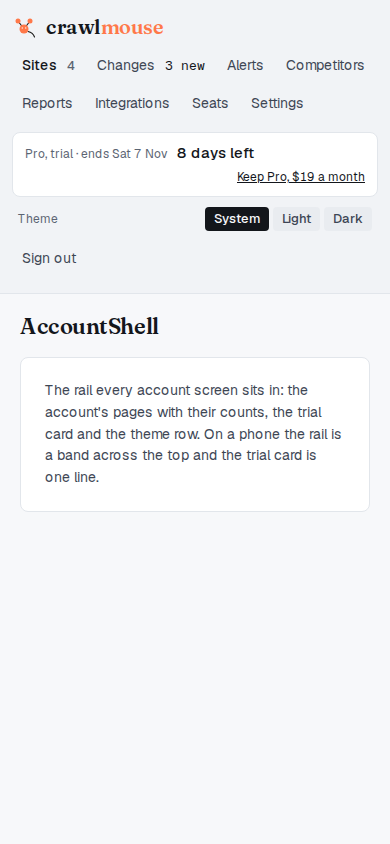 crawlmouse
Sites 4 Changes 3 new Alerts Competitors
Reports Integrations Seats Settings
Pro, trial · ends Sat 7 Nov 8 days left
Keep Pro, $19 a month
Theme System Light Dark
Sign out
AccountShell
The rail every account screen sits in: the
account's pages with their counts, the trial
card and the theme row. On a phone the rail is
a band across the top and the trial card is
one line.